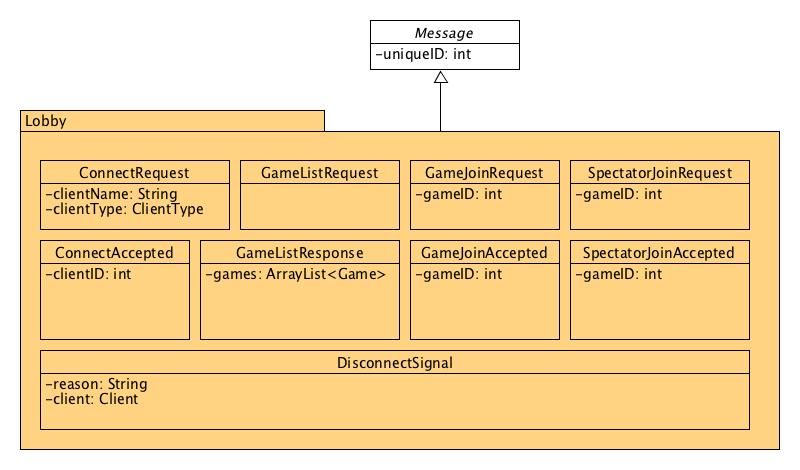 Message
-uniqueID: int
Lobby
ConnectRequest
-clientName: String
-clientType: ClientType
GameListRequest
GameJoinRequest
-gameID: int
SpectatorJoinRequest
-gameID: int
ConnectAccepted
-clientID: int
GameListResponse
-games: ArrayList<Game>
GameJoinAccepted
-gameID: int
SpectatorJoinAccepted
-gameID: int
DisconnectSignal
-reason: String
-client: Client